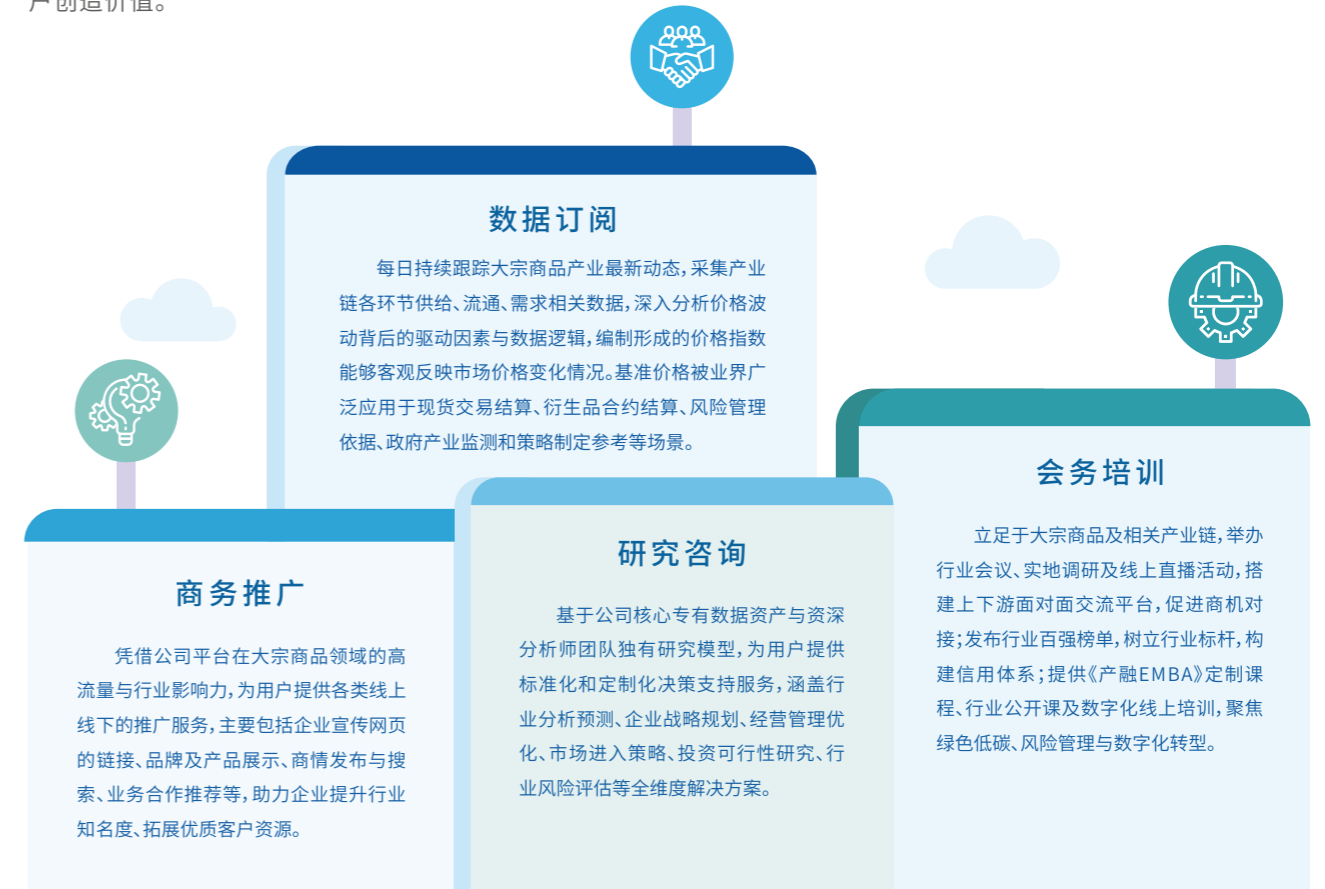 户创造价值。
数据订阅
每日持续跟踪大宗商品产业最新动态,采集产业
链各环节供给、流通、需求相关数据,深入分析价格波
动背后的驱动因素与数据逻辑,编制形成的价格指数
能够客观反映市场价格变化情况。基准价格被业界广
泛应用于现货交易结算、衍生品合约结算、风险管理
依据、政府产业监测和策略制定参考等场景。
商务推广
凭借公司平台在大宗商品领域的高
流量与行业影响力,为用户提供各类线上
线下的推广服务,主要包括企业宣传网页
的链接、品牌及产品展示、商情发布与搜
索、业务合作推荐等,助力企业提升行业
知名度、拓展优质客户资源。
研究咨询
基于公司核心专有数据资产与资深
分析师团队独有研究模型,为用户提供
标准化和定制化决策支持服务,涵盖行
业分析预测、企业战略规划、经营管理优
化、市场进入策略、投资可行性研究、行
业风险评估等全维度解决方案。
会务培训
立足于大宗商品及相关产业链,举办
行业会议、实地调研及线上直播活动,搭
建上下游面对面交流平台,促进商机对
接;发布行业百强榜单,树立行业标杆,构
建信用体系;提供《产融EMBA》定制课
程、行业公开课及数字化线上培训,聚焦
绿色低碳、风险管理与数字化转型。